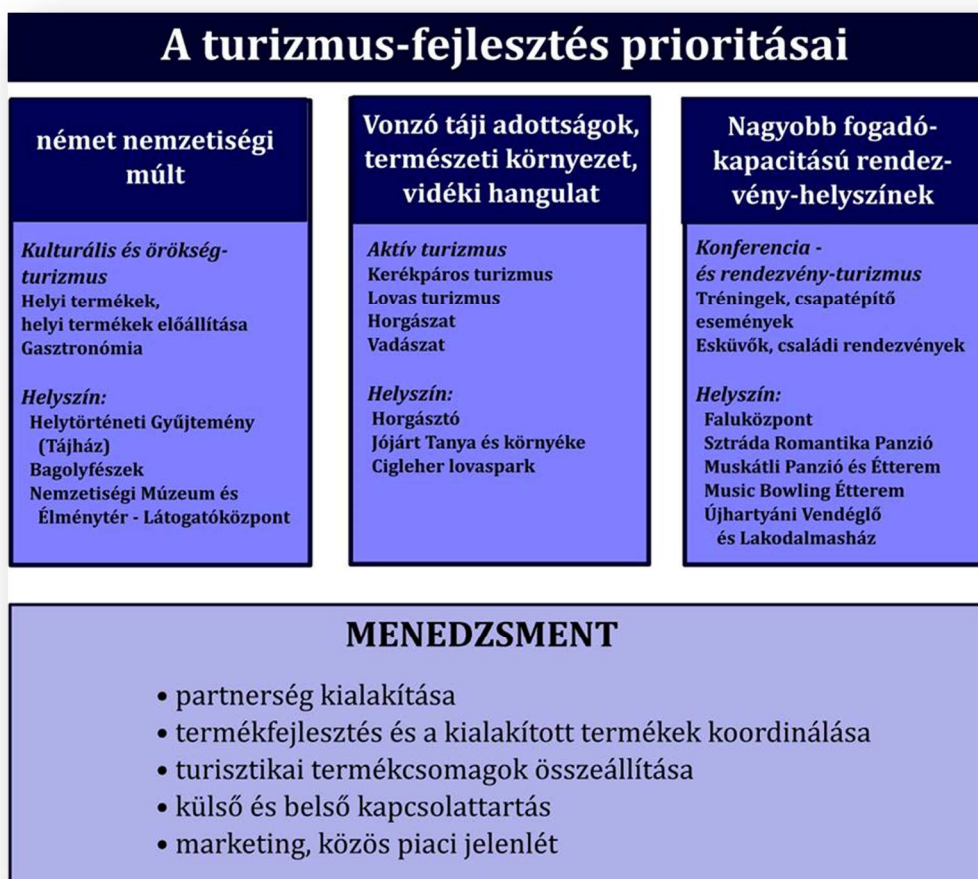 A turizmus-fejlesztés prioritásai
német nemzetiségi
múlt
Kulturális és örökség-
turizmus
Helyi termékek,
helyi termékek előállítása
Gasztronómia
Helyszín:
Helytörténeti Gyűjtemény
(Tájház)
Bagolyfészek
Nemzetiségi Múzeum és
Élménytér - Látogatóközpont
Vonzó táji adottságok,
természeti környezet,
vidéki hangulat
Aktív turizmus
Kerékpáros turizmus
Lovas turizmus
Horgászat
Vadászat
Helyszín:
Horgásztó
Jójárt Tanya és környéke
Cigleher lovaspark
Nagyobb fogadó-
kapacitású rendez-
vény-helyszínek
Konferencia -
és rendezvény-turizmus
Tréningek, csapatépítő
események
Esküvők, családi rendezvények
Helyszín:
Faluközpont
Sztráda Romantika Panzió
Muskátli Panzió és Étterem
Music Bowling Étterem
Újhartyáni Vendéglő
és Lakodalmasház
MENEDZSMENT
• partnerség kialakítása
• termékfejlesztés és a kialakított termékek koordinálása
• turisztikai termékcsomagok összeállítása
• külső és belső kapcsolattartás
• marketing, közös piaci jelenlét